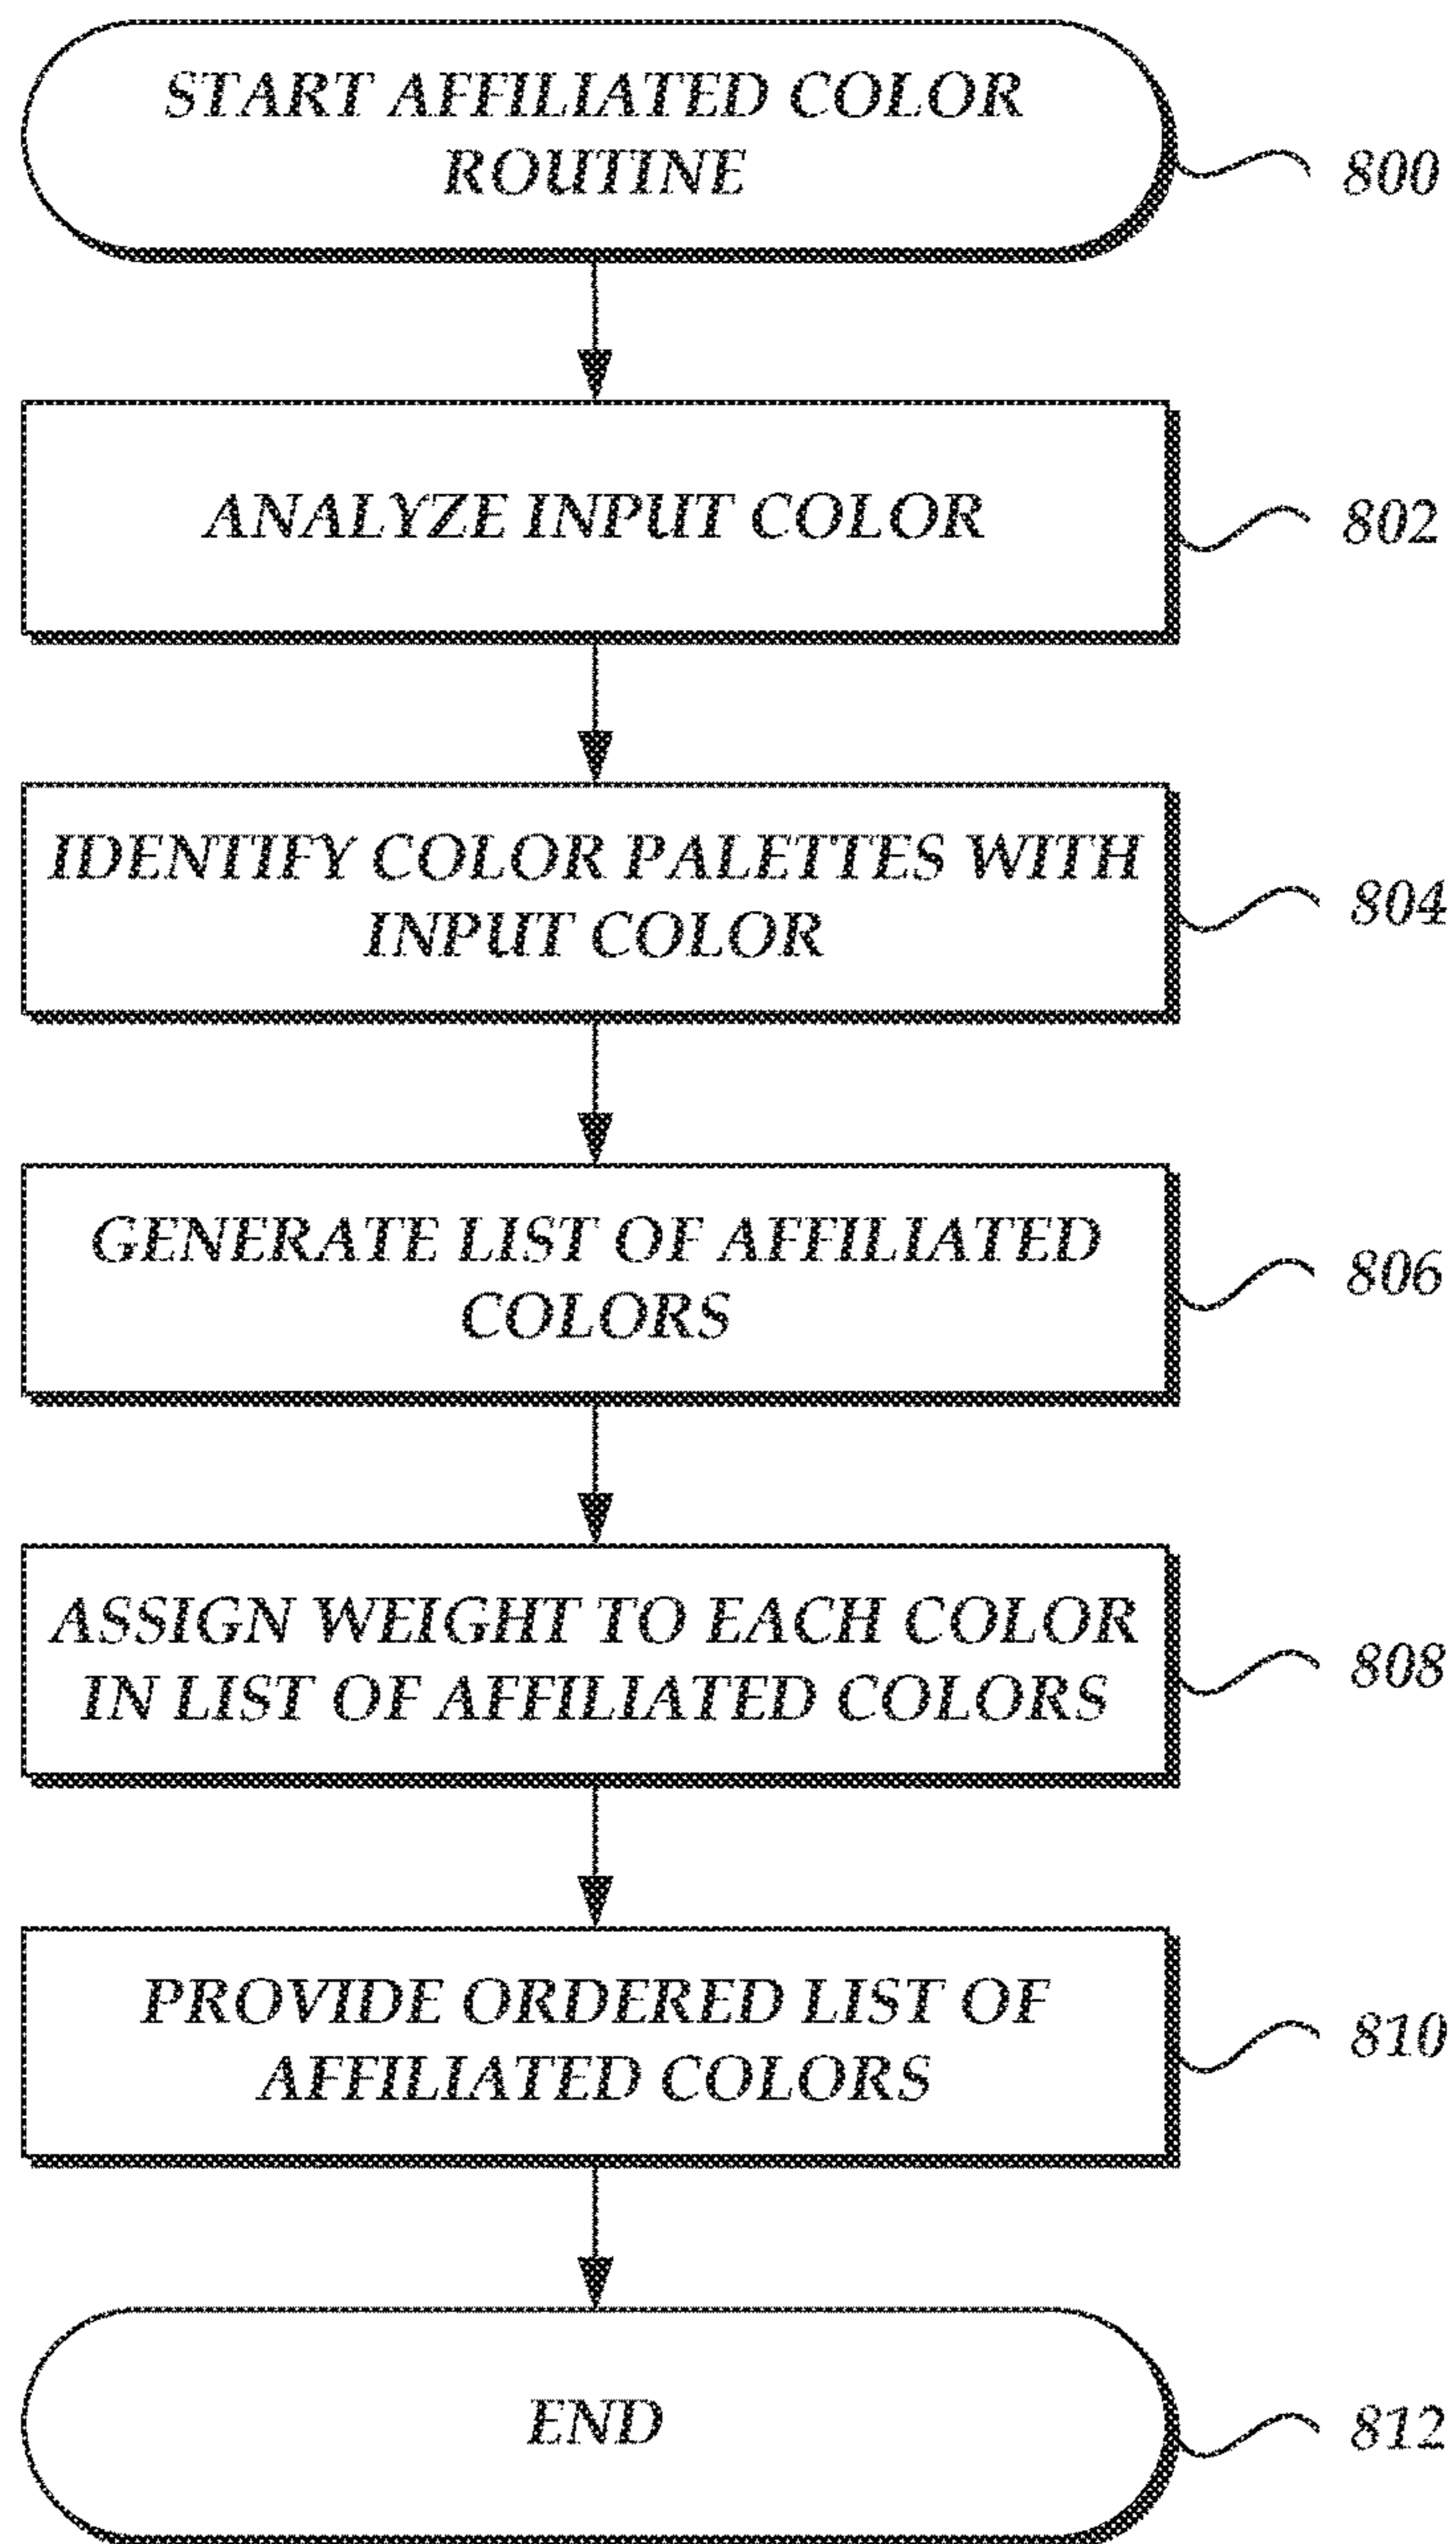 START AFFILIATED COLOR
ROUTINE
800
ANALYZE INPUT COLOR
802
IDENTIFY COLOR PALETTES WITH
INPUT COLOR
804
GENERATE LIST OF AFFILIATED
COLORS
806
ASSIGN WEIGHT TO EACH COLOR
IN LIST OF AFFILIATED COLORS
808
PROVIDE ORDERED LIST OF
AFFILIATED COLORS
810
END
812